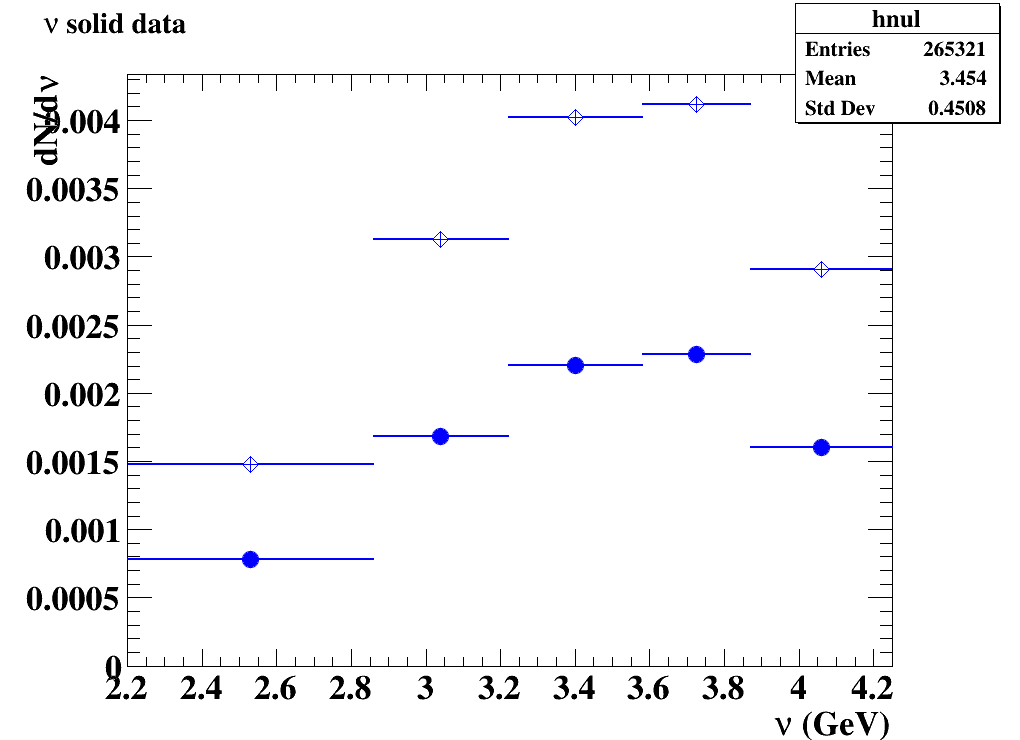 ν solid data
hnul
Entries 265321
Mean 3.454
Std Dev 0.4508
dN/dν
0.004
0.0035
0.003
0.0025
0.002
0.0015
0.001
0.0005
0
2.2 2.4 2.6 2.8 3 3.2 3.4 3.6 3.8 4 4.2
ν (GeV)